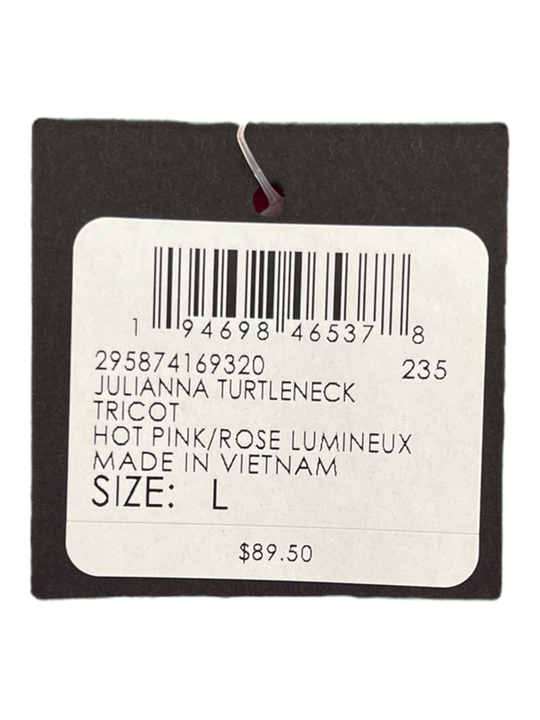 1 94698 46537 8
295874169320 235
JULIANNA TURTLENECK
TRICOT
HOT PINK/ROSE LUMINEUX
MADE IN VIETNAM
SIZE: L
$89.50